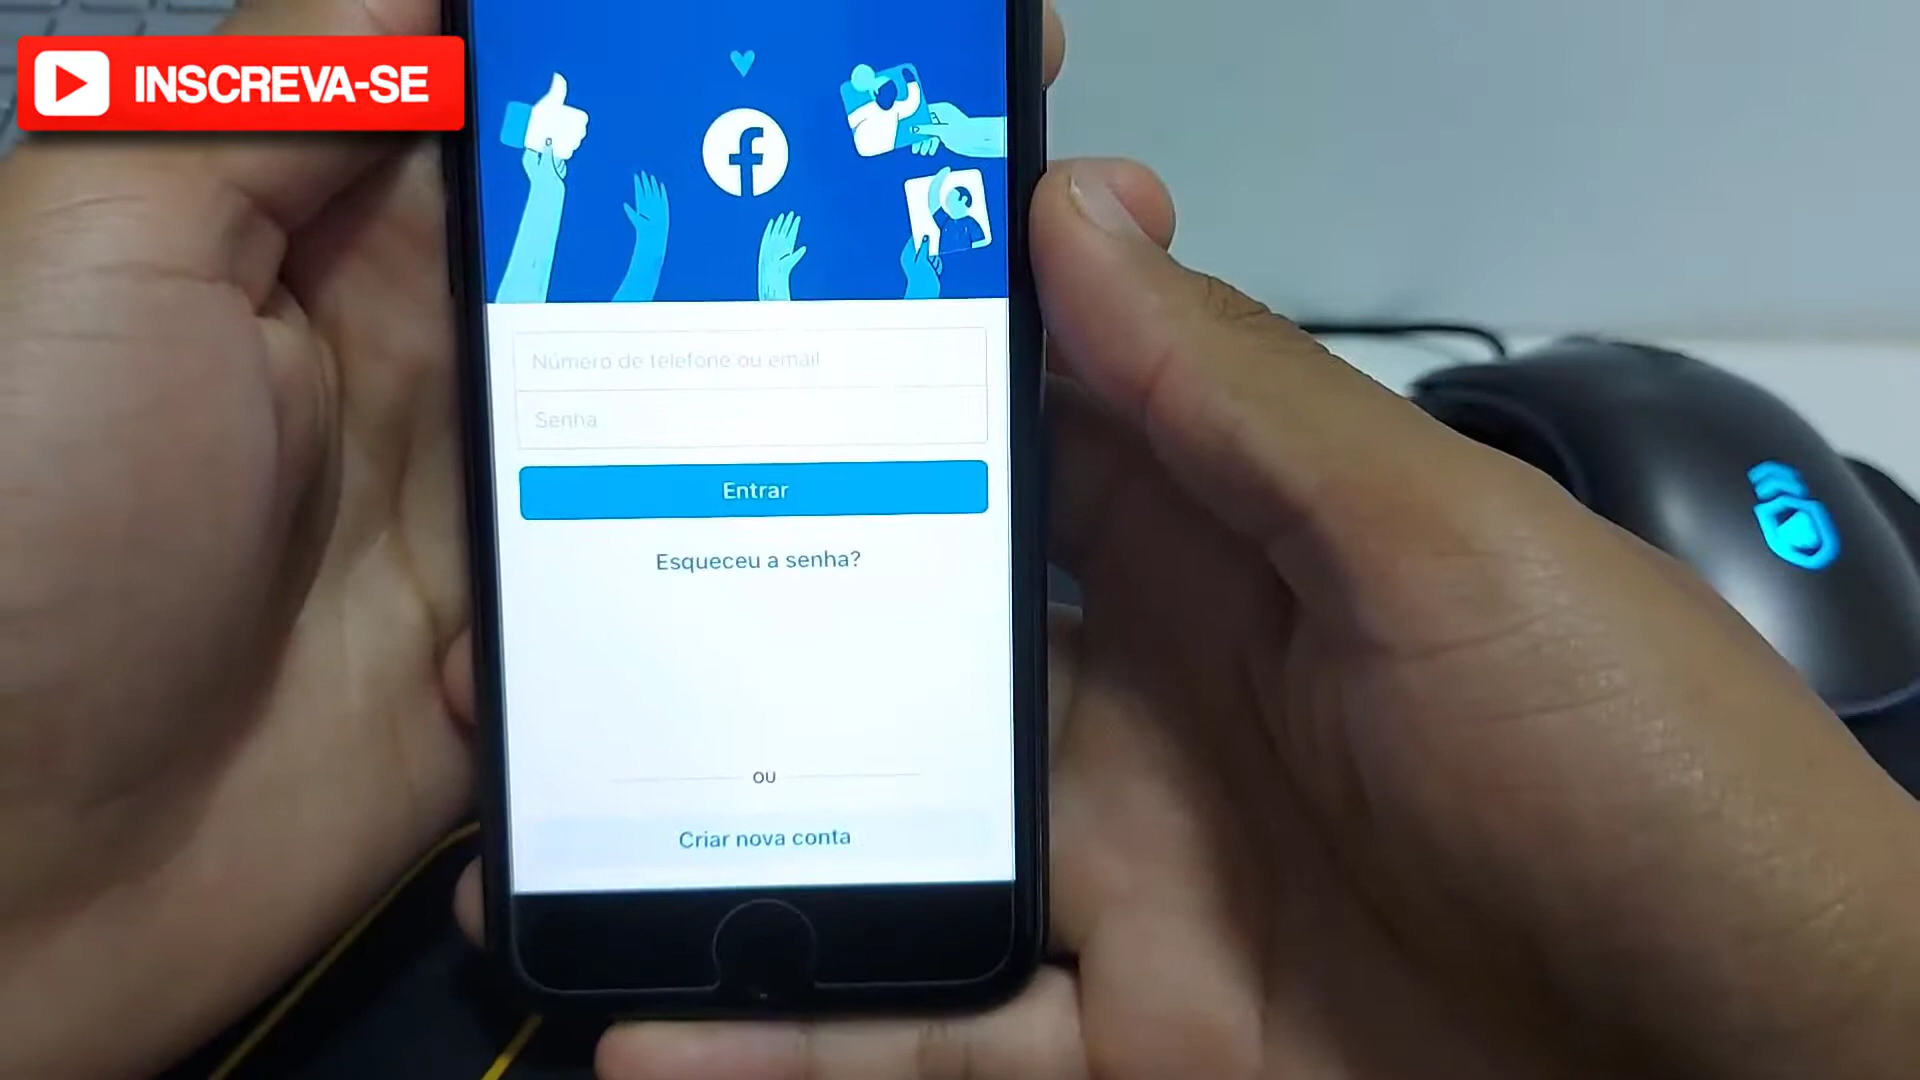 INSCREVA-SE
Número de telefone ou email
Senha
Entrar
Esqueceu a senha?
OU
Criar nova conta